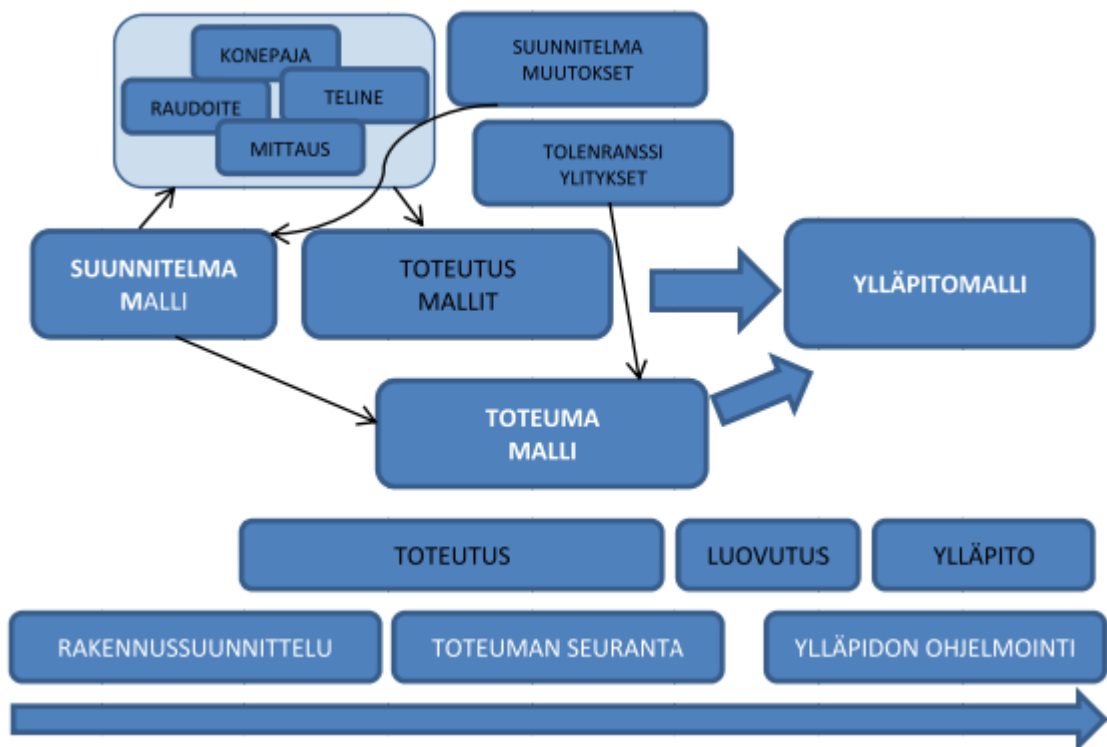 KONEPAJA
RAUDOITE
TELINE
MITTAUS
SUUNNITELMA
MUUTOKSET
TOLENRANSSI
YLITYKSET
SUUNNITELMA
MALLI
TOTEUTUS
MALLIT
YLLÄPITOMALLI
TOTEUMA
MALLI
TOTEUTUS
LUOVUTUS
YLLÄPITO
RAKENNUSSUUNNITTELU
TOTEUMAN SEURANTA
YLLÄPIDON OHJELMOINTI